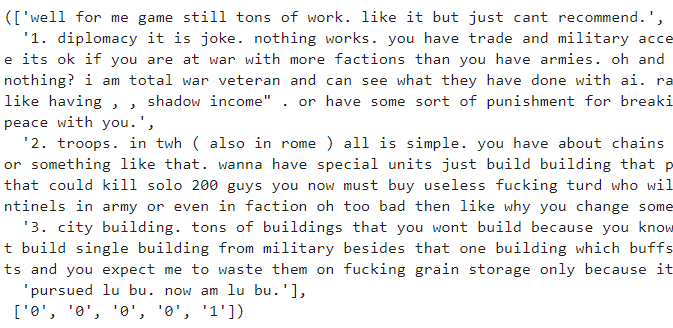 (['well for me game still tons of work. like it but just cant recommend.',
'1. diplomacy it is joke. nothing works. you have trade and military acce
e its ok if you are at war with more factions than you have armies. oh and
nothing? i am total war veteran and can see what they have done with ai. ra
like having , , shadow income" . or have some sort of punishment for breaki
peace with you.',
'2. troops. in twh ( also in rome ) all is simple. you have about chains
or something like that. wanna have special units just build building that p
that could kill solo 200 guys you now must buy useless fucking turd who wil
ntinels in army or even in faction oh too bad then like why you change some
'3. city building. tons of buildings that you wont build because you know
t build single building from military besides that one building which buffs
ts and you expect me to waste them on fucking grain storage only because it
'pursued lu bu. now am lu bu.'],
['0', '0', '0', '0', '1'])